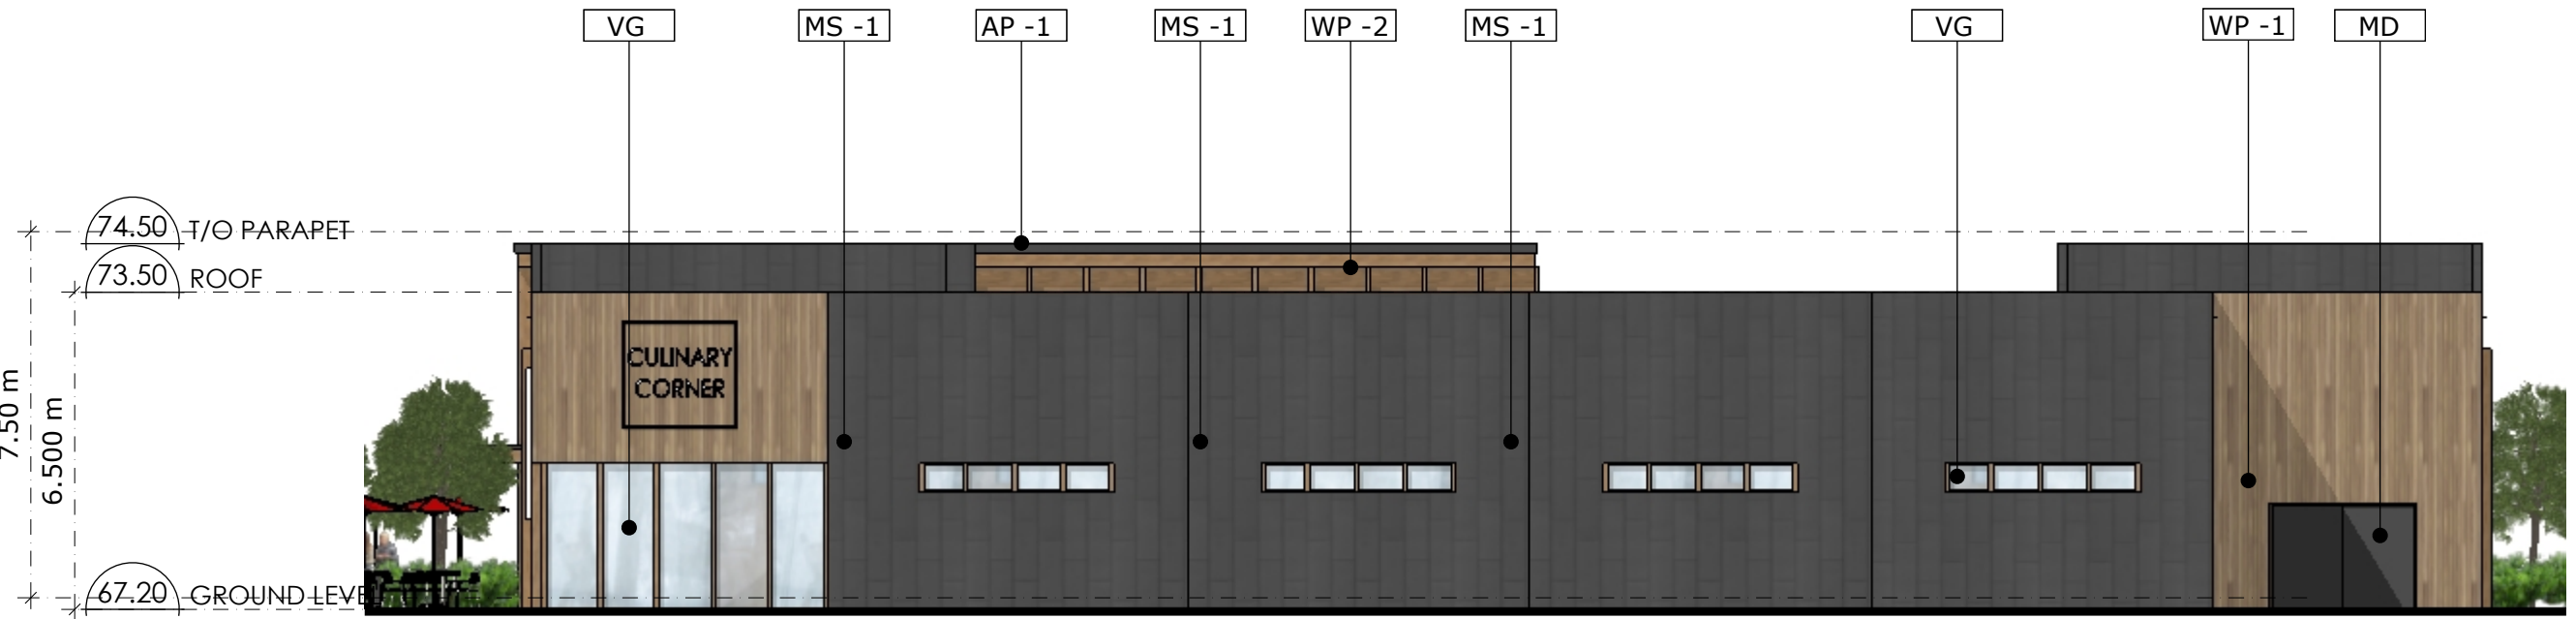 VG
MS -1
AP -1
MS -1
WP -2
MS -1
VG
WP -1
MD
74.50 T/O PARAPET
73.50 ROOF
CULINARY
CORNER
7.50 m
6.500 m
67.20 GROUND LEVEL